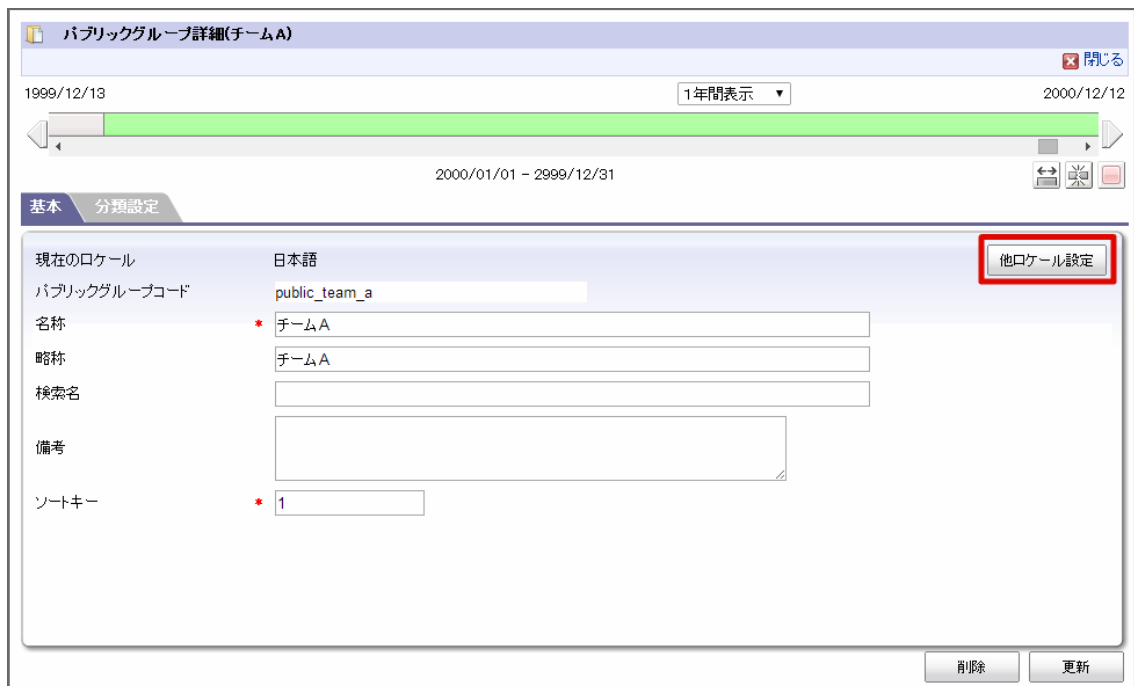 パブリックグループ詳細(チームA)
閉じる
1999/12/13 1年間表示 2000/12/12
2000/01/01 - 2999/12/31
基本 分類設定
現在のロケール 日本語 他ロケール設定
パブリックグループコード public_team_a
名称 * チームA
略称 チームA
検索名
備考
ソートキー * 1
削除 更新